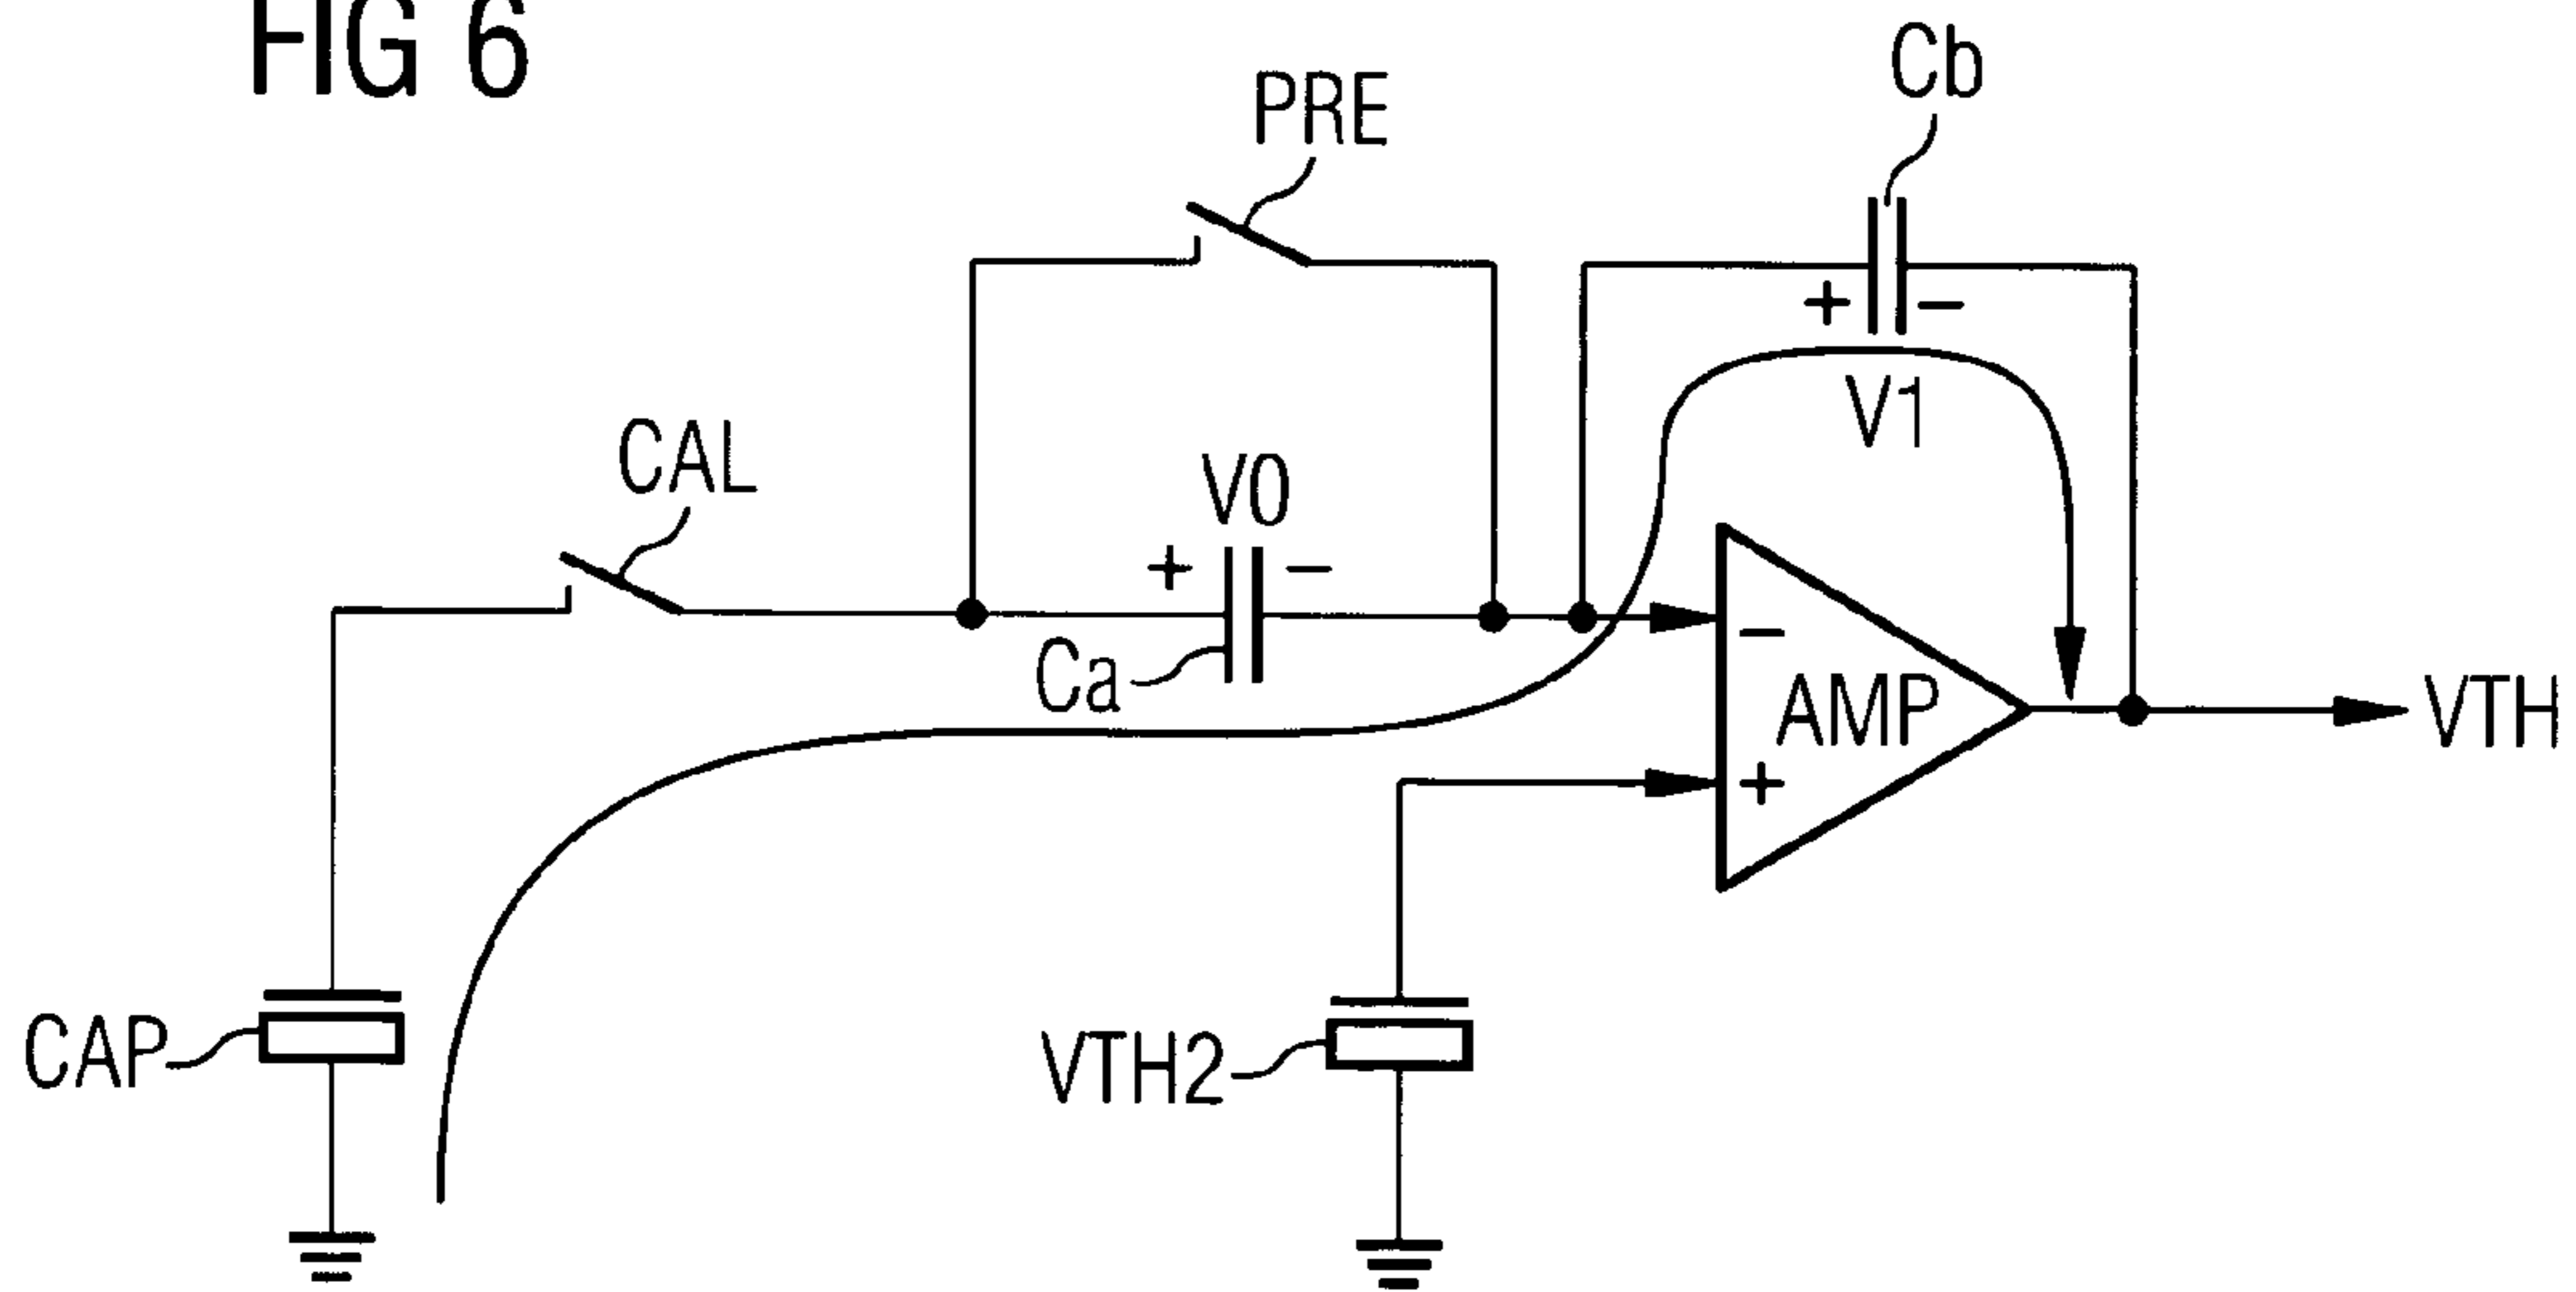 FIG 6
Cb
PRE
+ −
V1
CAL
V0
+ −
Ca
−
AMP
+
VTH
CAP
VTH2